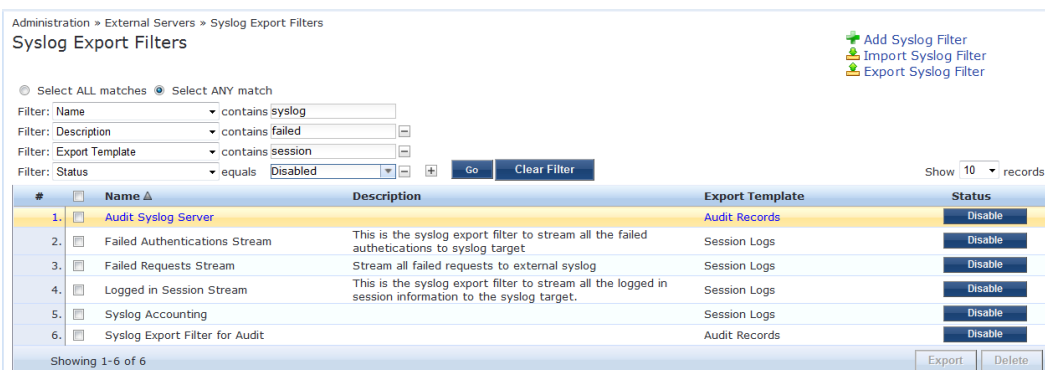 Administration » External Servers » Syslog Export Filters
Syslog Export Filters
Add Syslog Filter
Import Syslog Filter
Export Syslog Filter
Select ALL matches Select ANY match
Filter: Name contains syslog
Filter: Description contains failed
Filter: Export Template contains session
Filter: Status equals Disabled Go Clear Filter Show 10 records
# Name Description Export Template Status
1. Audit Syslog Server Audit Records Disable
2. Failed Authentications Stream This is the syslog export filter to stream all the failed authetications to syslog target Session Logs Disable
3. Failed Requests Stream Stream all failed requests to external syslog Session Logs Disable
4. Logged in Session Stream This is the syslog export filter to stream all the logged in session information to the syslog target. Session Logs Disable
5. Syslog Accounting Session Logs Disable
6. Syslog Export Filter for Audit Audit Records Disable
Showing 1-6 of 6 Export Delete